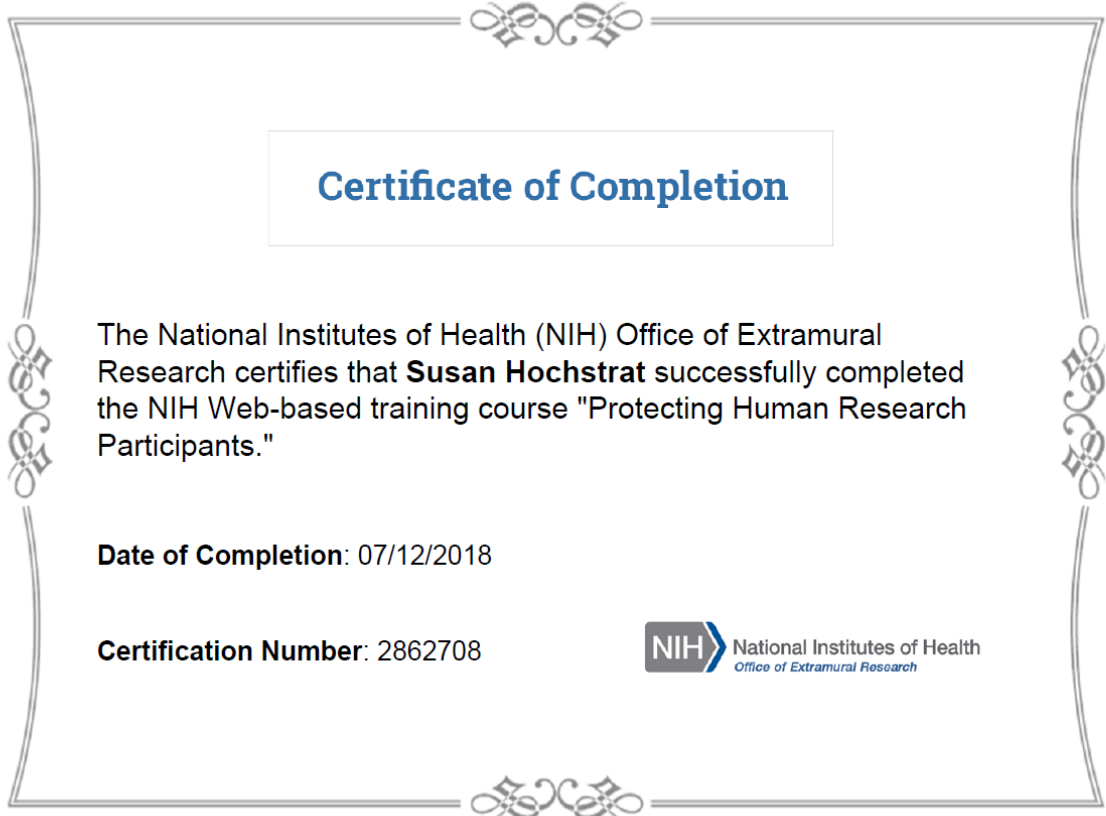 Certificate of Completion
The National Institutes of Health (NIH) Office of Extramural
Research certifies that Susan Hochstrat successfully completed
the NIH Web-based training course "Protecting Human Research
Participants."
Date of Completion: 07/12/2018
Certification Number: 2862708
NIH National Institutes of Health
Office of Extramural Research